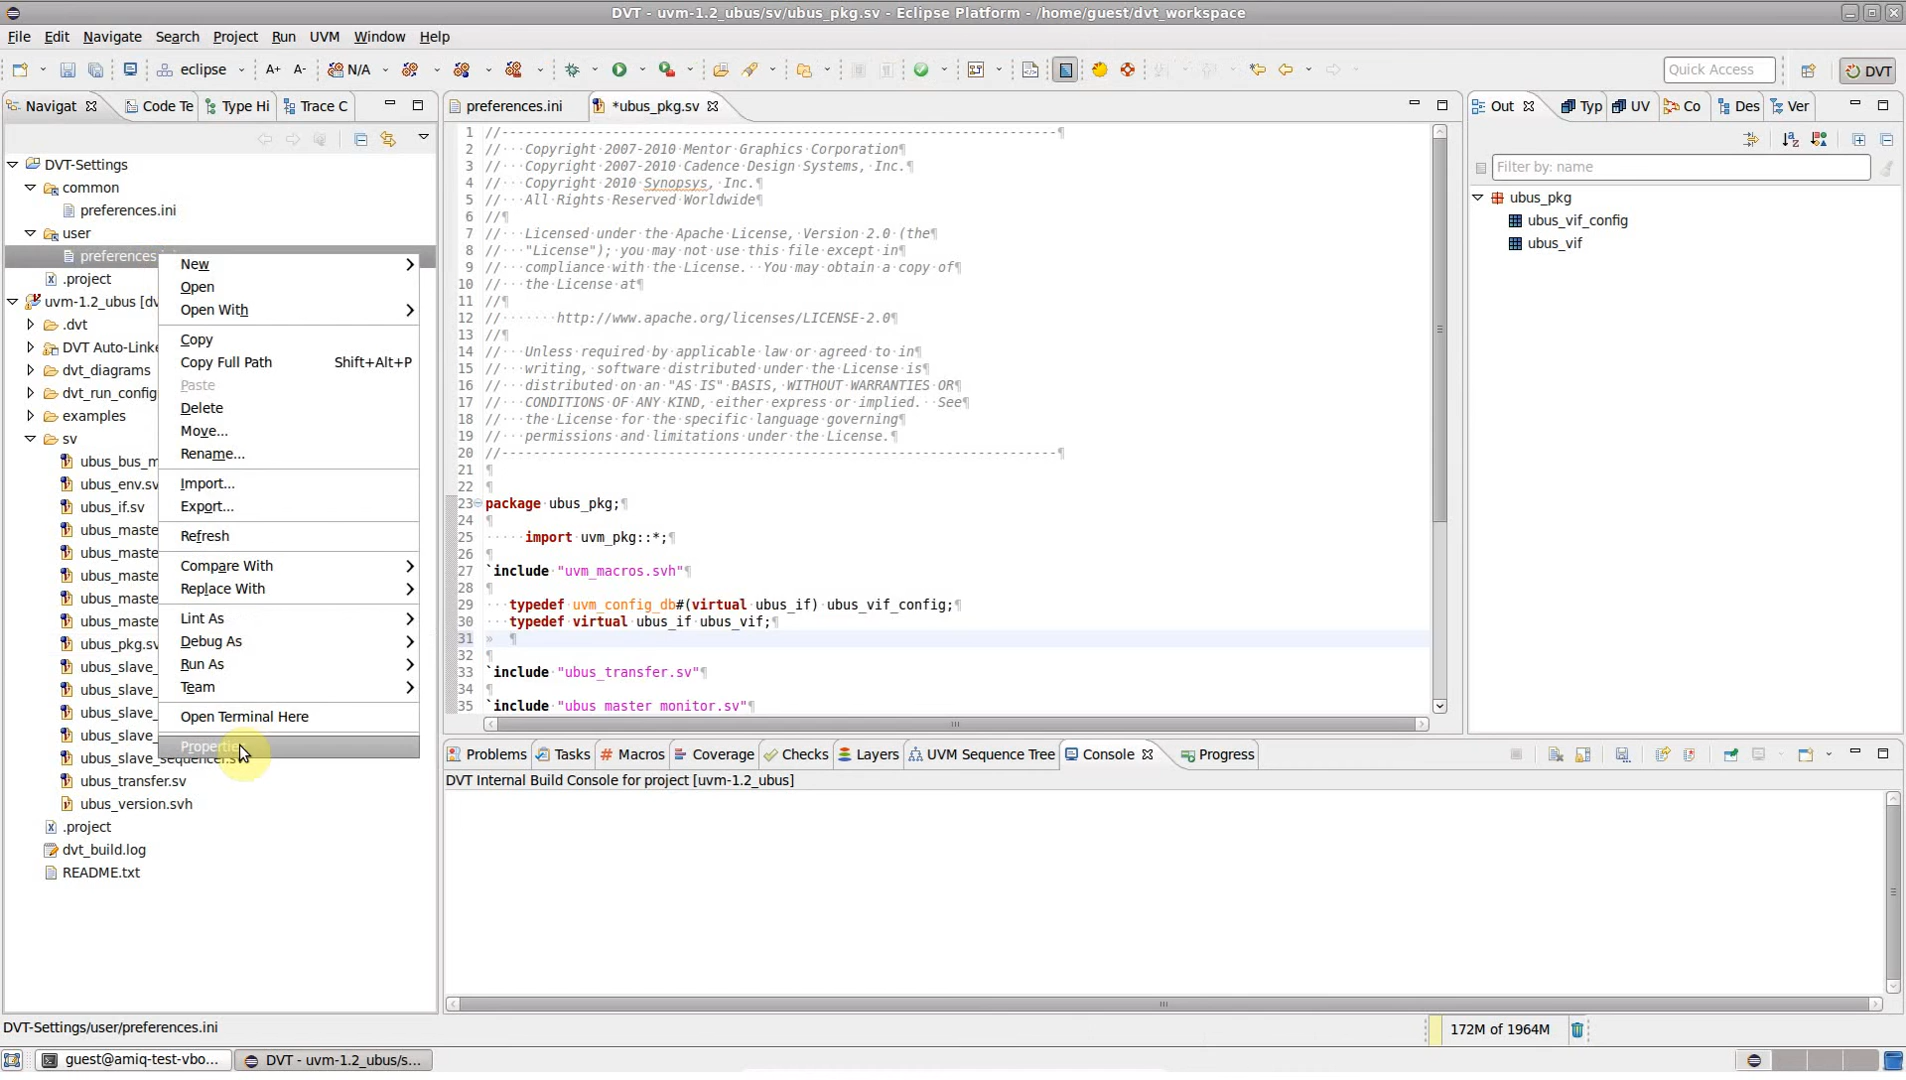 DVT - uvm-1.2_ubus/sv/ubus_pkg.sv - Eclipse Platform - /home/guest/dvt_workspace
File Edit Navigate Search Project Run UVM Window Help
eclipse A+ A- N/A Quick Access DVT
Navigat Code Te Type Hi Trace C
DVT-Settings
common
preferences.ini
user
preferences
.project
uvm-1.2_ubus [dv
.dvt
DVT Auto-Linke
dvt_diagrams
dvt_run_config
examples
sv
ubus_bus_m
ubus_env.sv
ubus_if.sv
ubus_maste
ubus_maste
ubus_maste
ubus_maste
ubus_maste
ubus_pkg.sv
ubus_slave_
ubus_slave_
ubus_slave_
ubus_slave_
ubus_slave_sequencer.sv
ubus_transfer.sv
ubus_version.svh
.project
dvt_build.log
README.txt
New
Open
Open With
Copy
Copy Full Path Shift+Alt+P
Paste
Delete
Move...
Rename...
Import...
Export...
Refresh
Compare With
Replace With
Lint As
Debug As
Run As
Team
Open Terminal Here
Propertie
preferences.ini *ubus_pkg.sv
1 //----------------------------------------------------------------------¶
2 //···Copyright 2007-2010 Mentor Graphics Corporation
3 //···Copyright·2007-2010·Cadence·Design·Systems,·Inc.¶
4 //···Copyright·2010·Synopsys,·Inc.¶
5 //···All Rights Reserved Worldwide¶
6 //¶
7 //···Licensed·under·the·Apache·License,·Version·2.0·(the¶
8 //···"License");·you·may·not·use·this·file·except·in¶
9 //···compliance·with·the·License.··You·may·obtain·a·copy·of¶
10 //···the·License·at¶
11 //¶
12 //·······http://www.apache.org/licenses/LICENSE-2.0¶
13 //¶
14 //···Unless·required·by·applicable·law·or·agreed·to·in¶
15 //···writing,·software·distributed·under·the·License·is¶
16 //···distributed·on·an·"AS·IS"·BASIS,·WITHOUT·WARRANTIES·OR¶
17 //···CONDITIONS·OF·ANY·KIND,·either·express·or·implied.··See¶
18 //···the·License·for·the·specific·language·governing¶
19 //···permissions·and·limitations·under·the·License.¶
20 //----------------------------------------------------------------------¶
21 ¶
22 ¶
23 package·ubus_pkg;¶
24 ¶
25 ·····import·uvm_pkg::*;¶
26 ¶
27 `include·"uvm_macros.svh"¶
28 ¶
29 ···typedef·uvm_config_db#(virtual·ubus_if)·ubus_vif_config;¶
30 ···typedef·virtual·ubus_if·ubus_vif;¶
31 » ¶
32 ¶
33 `include·"ubus_transfer.sv"¶
34 ¶
35 `include·"ubus_master_monitor.sv"¶
Out Typ UV Co Des Ver
Filter by: name
ubus_pkg
ubus_vif_config
ubus_vif
Problems Tasks Macros Coverage Checks Layers UVM Sequence Tree Console Progress
DVT Internal Build Console for project [uvm-1.2_ubus]
DVT-Settings/user/preferences.ini 172M of 1964M
guest@amiq-test-vbo... DVT - uvm-1.2_ubus/s...